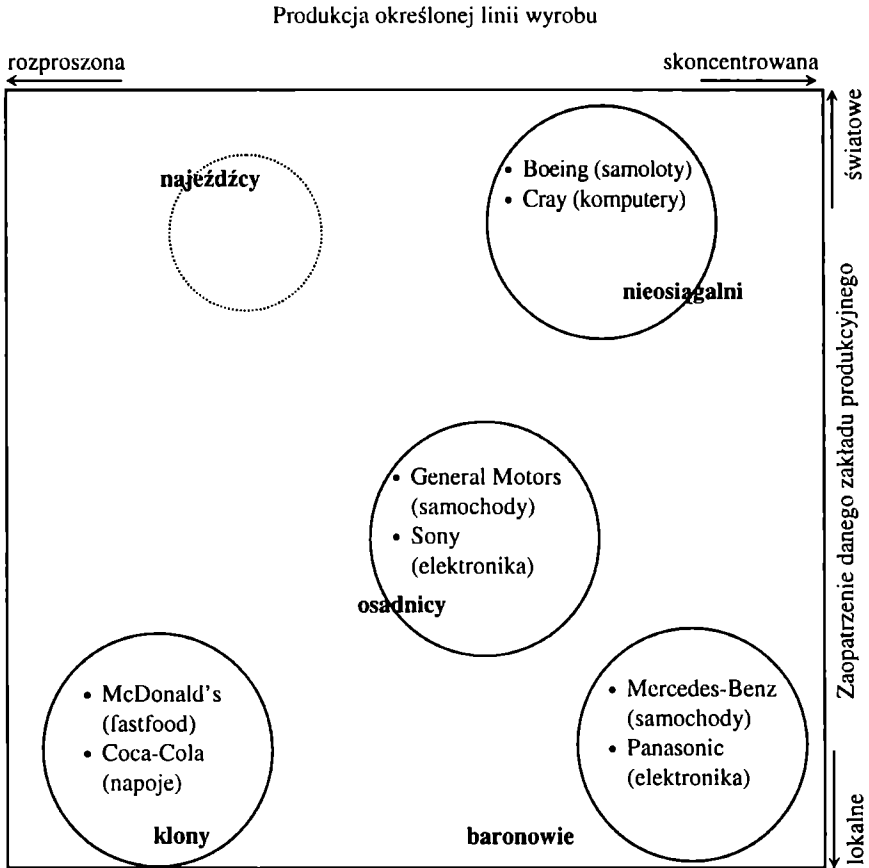 Produkcja określonej linii wyrobu
rozproszona
skoncentrowana
światowe
najeźdźcy
• Boeing (samoloty)
• Cray (komputery)
nieosiągalni
Zaopatrzenie danego zakładu produkcyjnego
• General Motors
(samochody)
• Sony
(elektronika)
osadnicy
• McDonald's
(fastfood)
• Coca-Cola
(napoje)
klony
• Mercedes-Benz
(samochody)
• Panasonic
(elektronika)
baronowie
lokalne